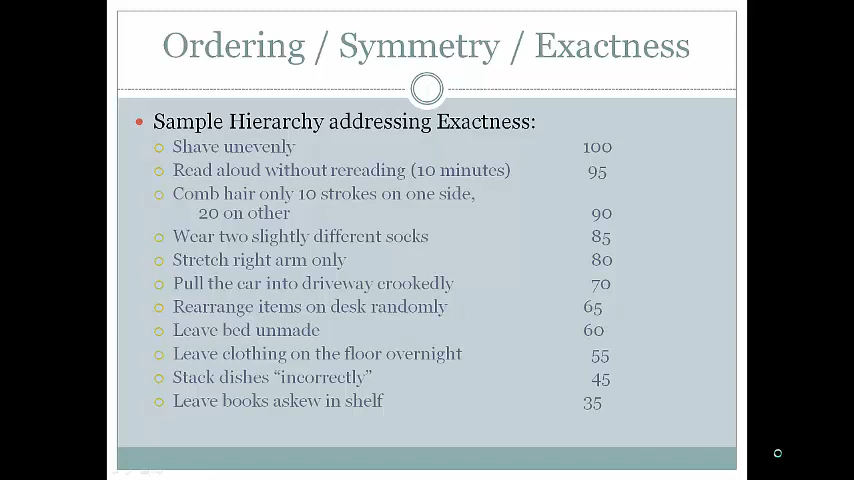 Ordering / Symmetry / Exactness
• Sample Hierarchy addressing Exactness:
Shave unevenly 100
Read aloud without rereading (10 minutes) 95
Comb hair only 10 strokes on one side,
20 on other 90
Wear two slightly different socks 85
Stretch right arm only 80
Pull the car into driveway crookedly 70
Rearrange items on desk randomly 65
Leave bed unmade 60
Leave clothing on the floor overnight 55
Stack dishes “incorrectly” 45
Leave books askew in shelf 35